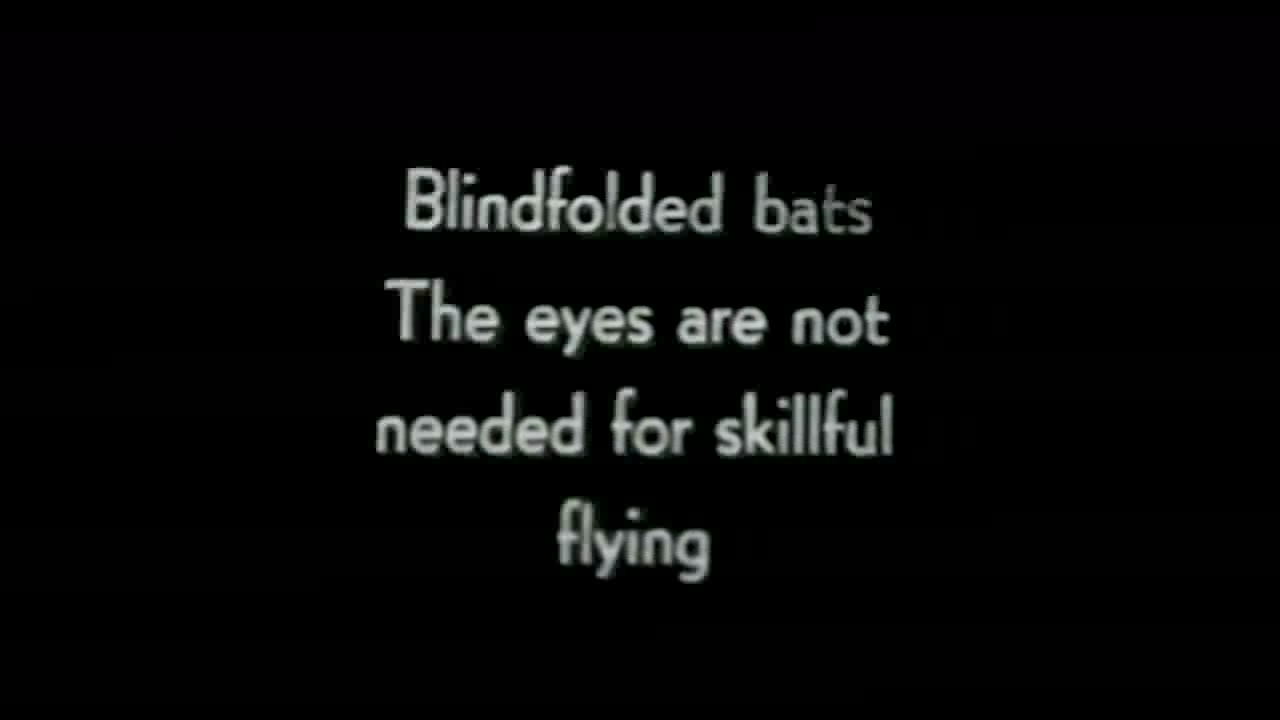 Blindfolded bats
The eyes are not
needed for skillful
flying